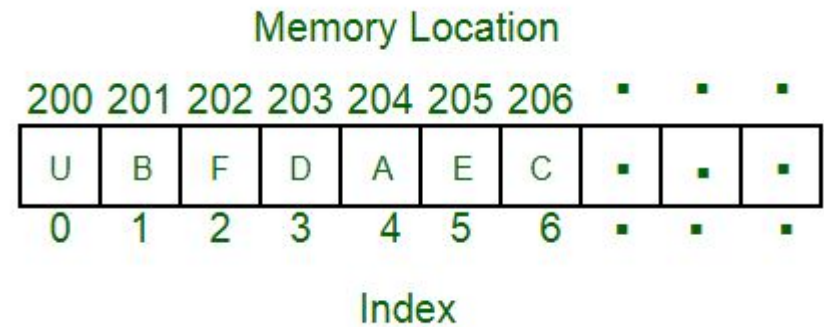 Memory Location
200 201 202 203 204 205 206 . . .
U B F D A E C . . .
0 1 2 3 4 5 6 . . .
Index